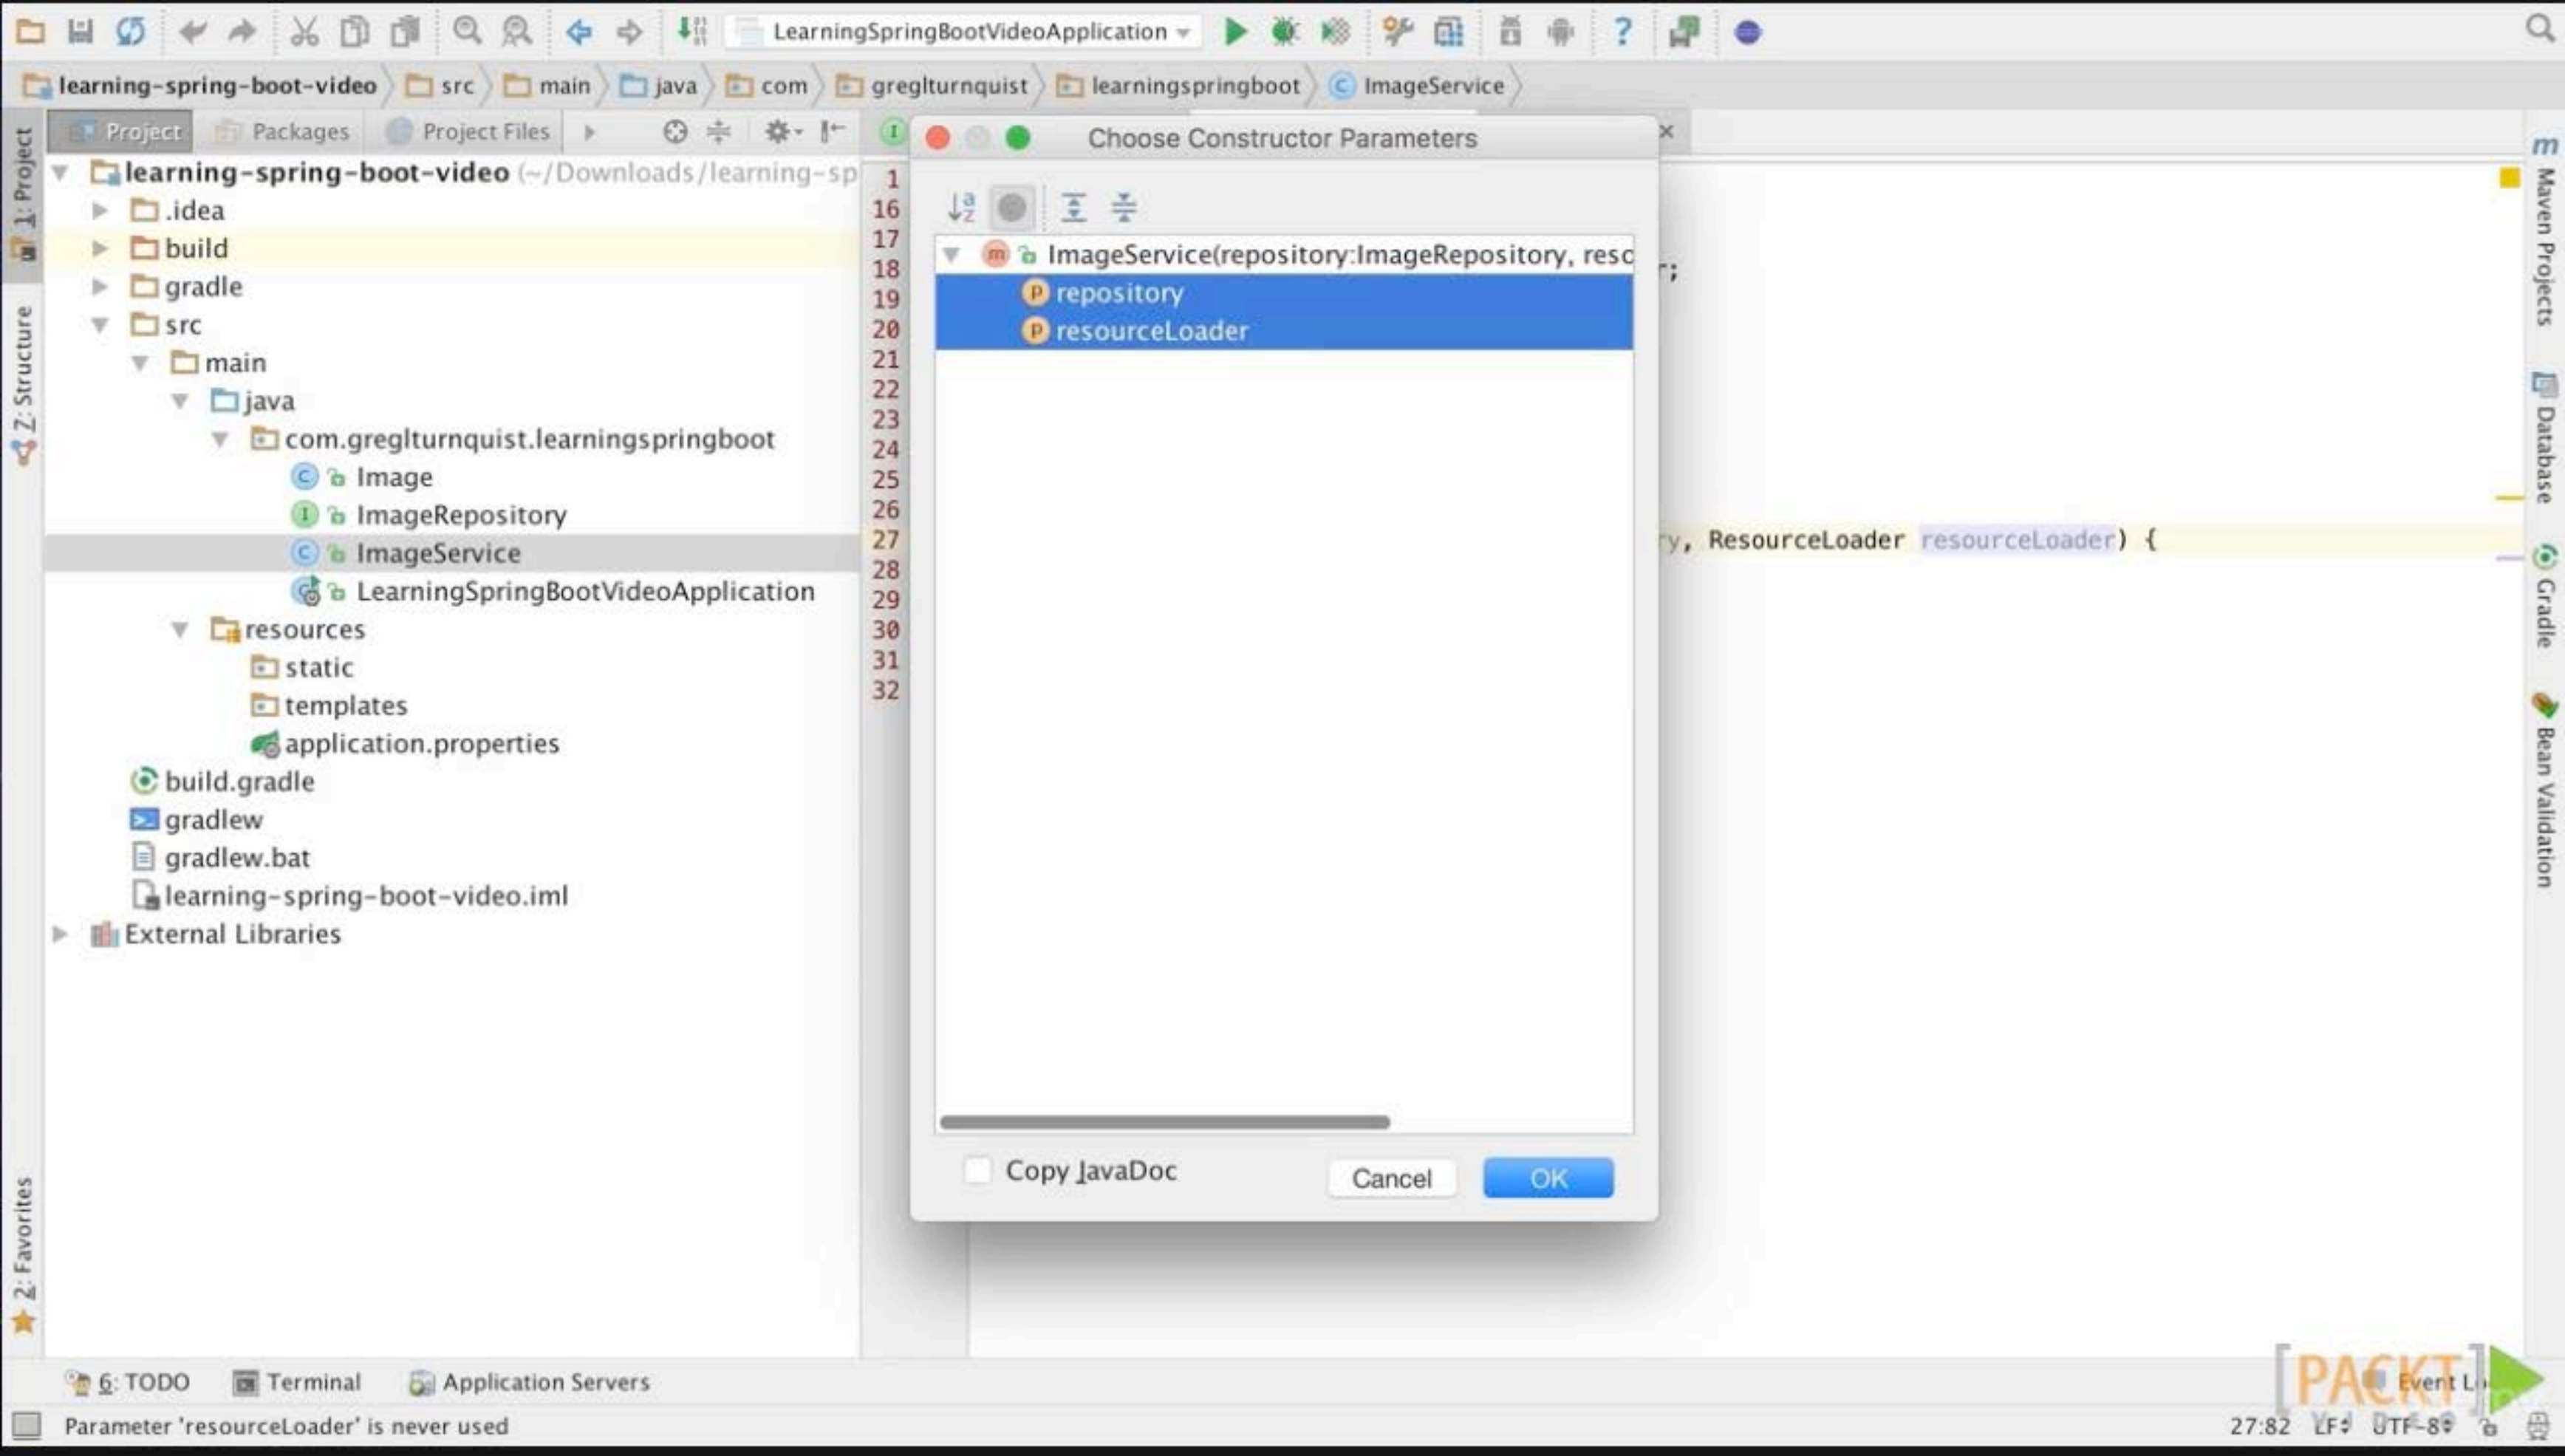 LearningSpringBootVideoApplication
learning-spring-boot-video src main java com greglturnquist learningspringboot ImageService
Project Packages Project Files
1: Project
Z: Structure
2: Favorites
learning-spring-boot-video (~/Downloads/learning-sp
.idea
build
gradle
src
main
java
com.greglturnquist.learningspringboot
Image
ImageRepository
ImageService
LearningSpringBootVideoApplication
resources
static
templates
application.properties
build.gradle
gradlew
gradlew.bat
learning-spring-boot-video.iml
External Libraries
1
16
17
18
19
20
21
22
23
24
25
26
27
28
29
30
31
32
Choose Constructor Parameters
ImageService(repository:ImageRepository, resc
repository
resourceLoader
Copy JavaDoc Cancel OK
r;
y, ResourceLoader resourceLoader) {
Maven Projects
Database
Gradle
Bean Validation
6: TODO Terminal Application Servers
[PACKT]
VIDEO
Parameter 'resourceLoader' is never used 27:82 LF UTF-8